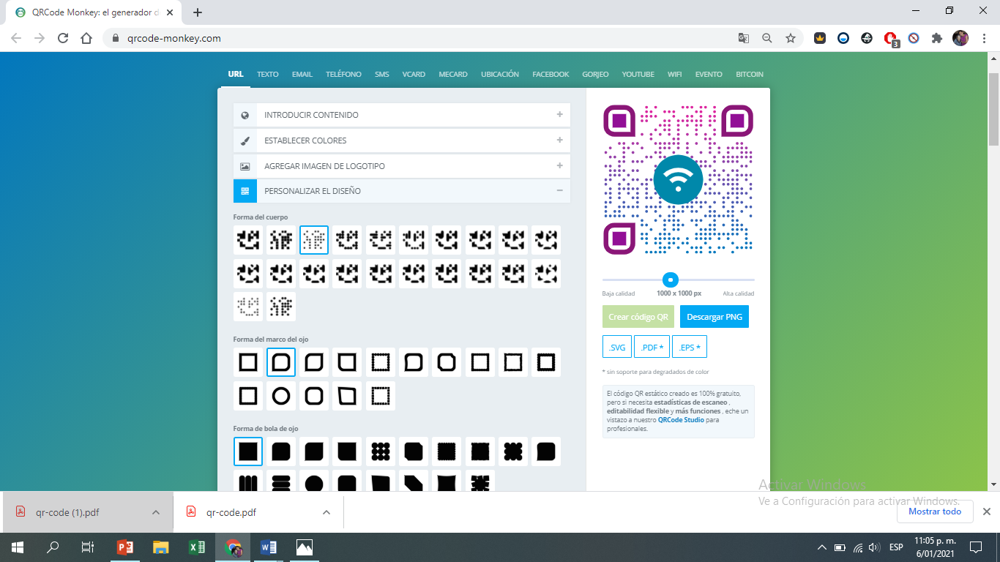 QRCode Monkey: el generador d
qrcode-monkey.com
3
URL TEXTO EMAIL TELÉFONO SMS VCARD MECARD UBICACIÓN FACEBOOK GORJEO YOUTUBE WIFI EVENTO BITCOIN
INTRODUCIR CONTENIDO
ESTABLECER COLORES
AGREGAR IMAGEN DE LOGOTIPO
PERSONALIZAR EL DISEÑO
Forma del cuerpo
Forma del marco del ojo
Forma de bola de ojo
Baja calidad 1000 x 1000 px Alta calidad
Crear código QR Descargar PNG
.SVG .PDF * .EPS *
* sin soporte para degradados de color
El código QR estático creado es 100% gratuito,
pero si necesita estadísticas de escaneo ,
editabilidad flexible y más funciones , eche un
vistazo a nuestro QRCode Studio para
profesionales.
Activar Windows
Ve a Configuración para activar Windows.
qr-code (1).pdf qr-code.pdf Mostrar todo
ESP
11:05 p. m.
6/01/2021